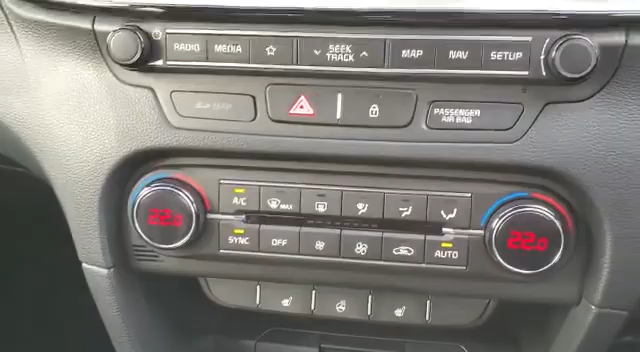 RADIO MEDIA SEEK TRACK MAP NAV SETUP
PASSENGER AIR BAG
A/C MAX
22.0 22.0
SYNC OFF AUTO